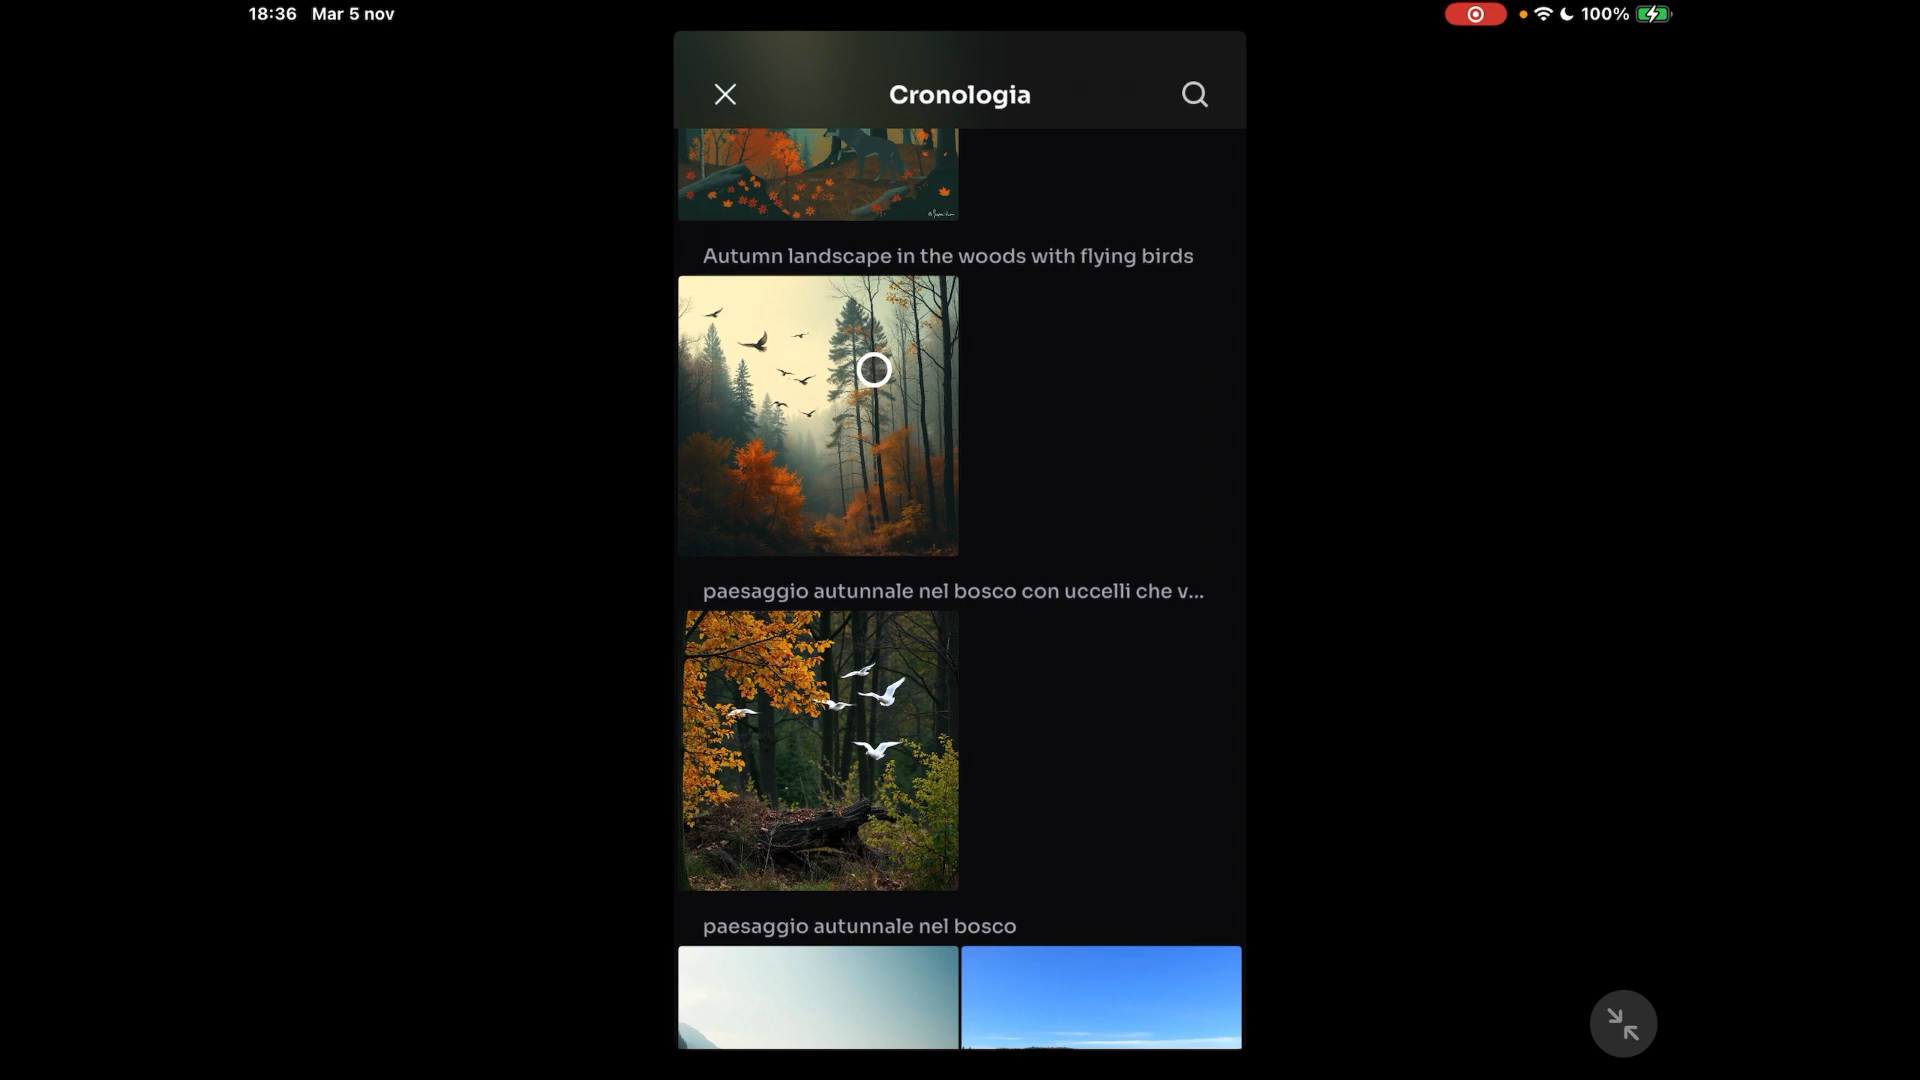 18:36 Mar 5 nov
100%
Cronologia
Autumn landscape in the woods with flying birds
paesaggio autunnale nel bosco con uccelli che v...
paesaggio autunnale nel bosco